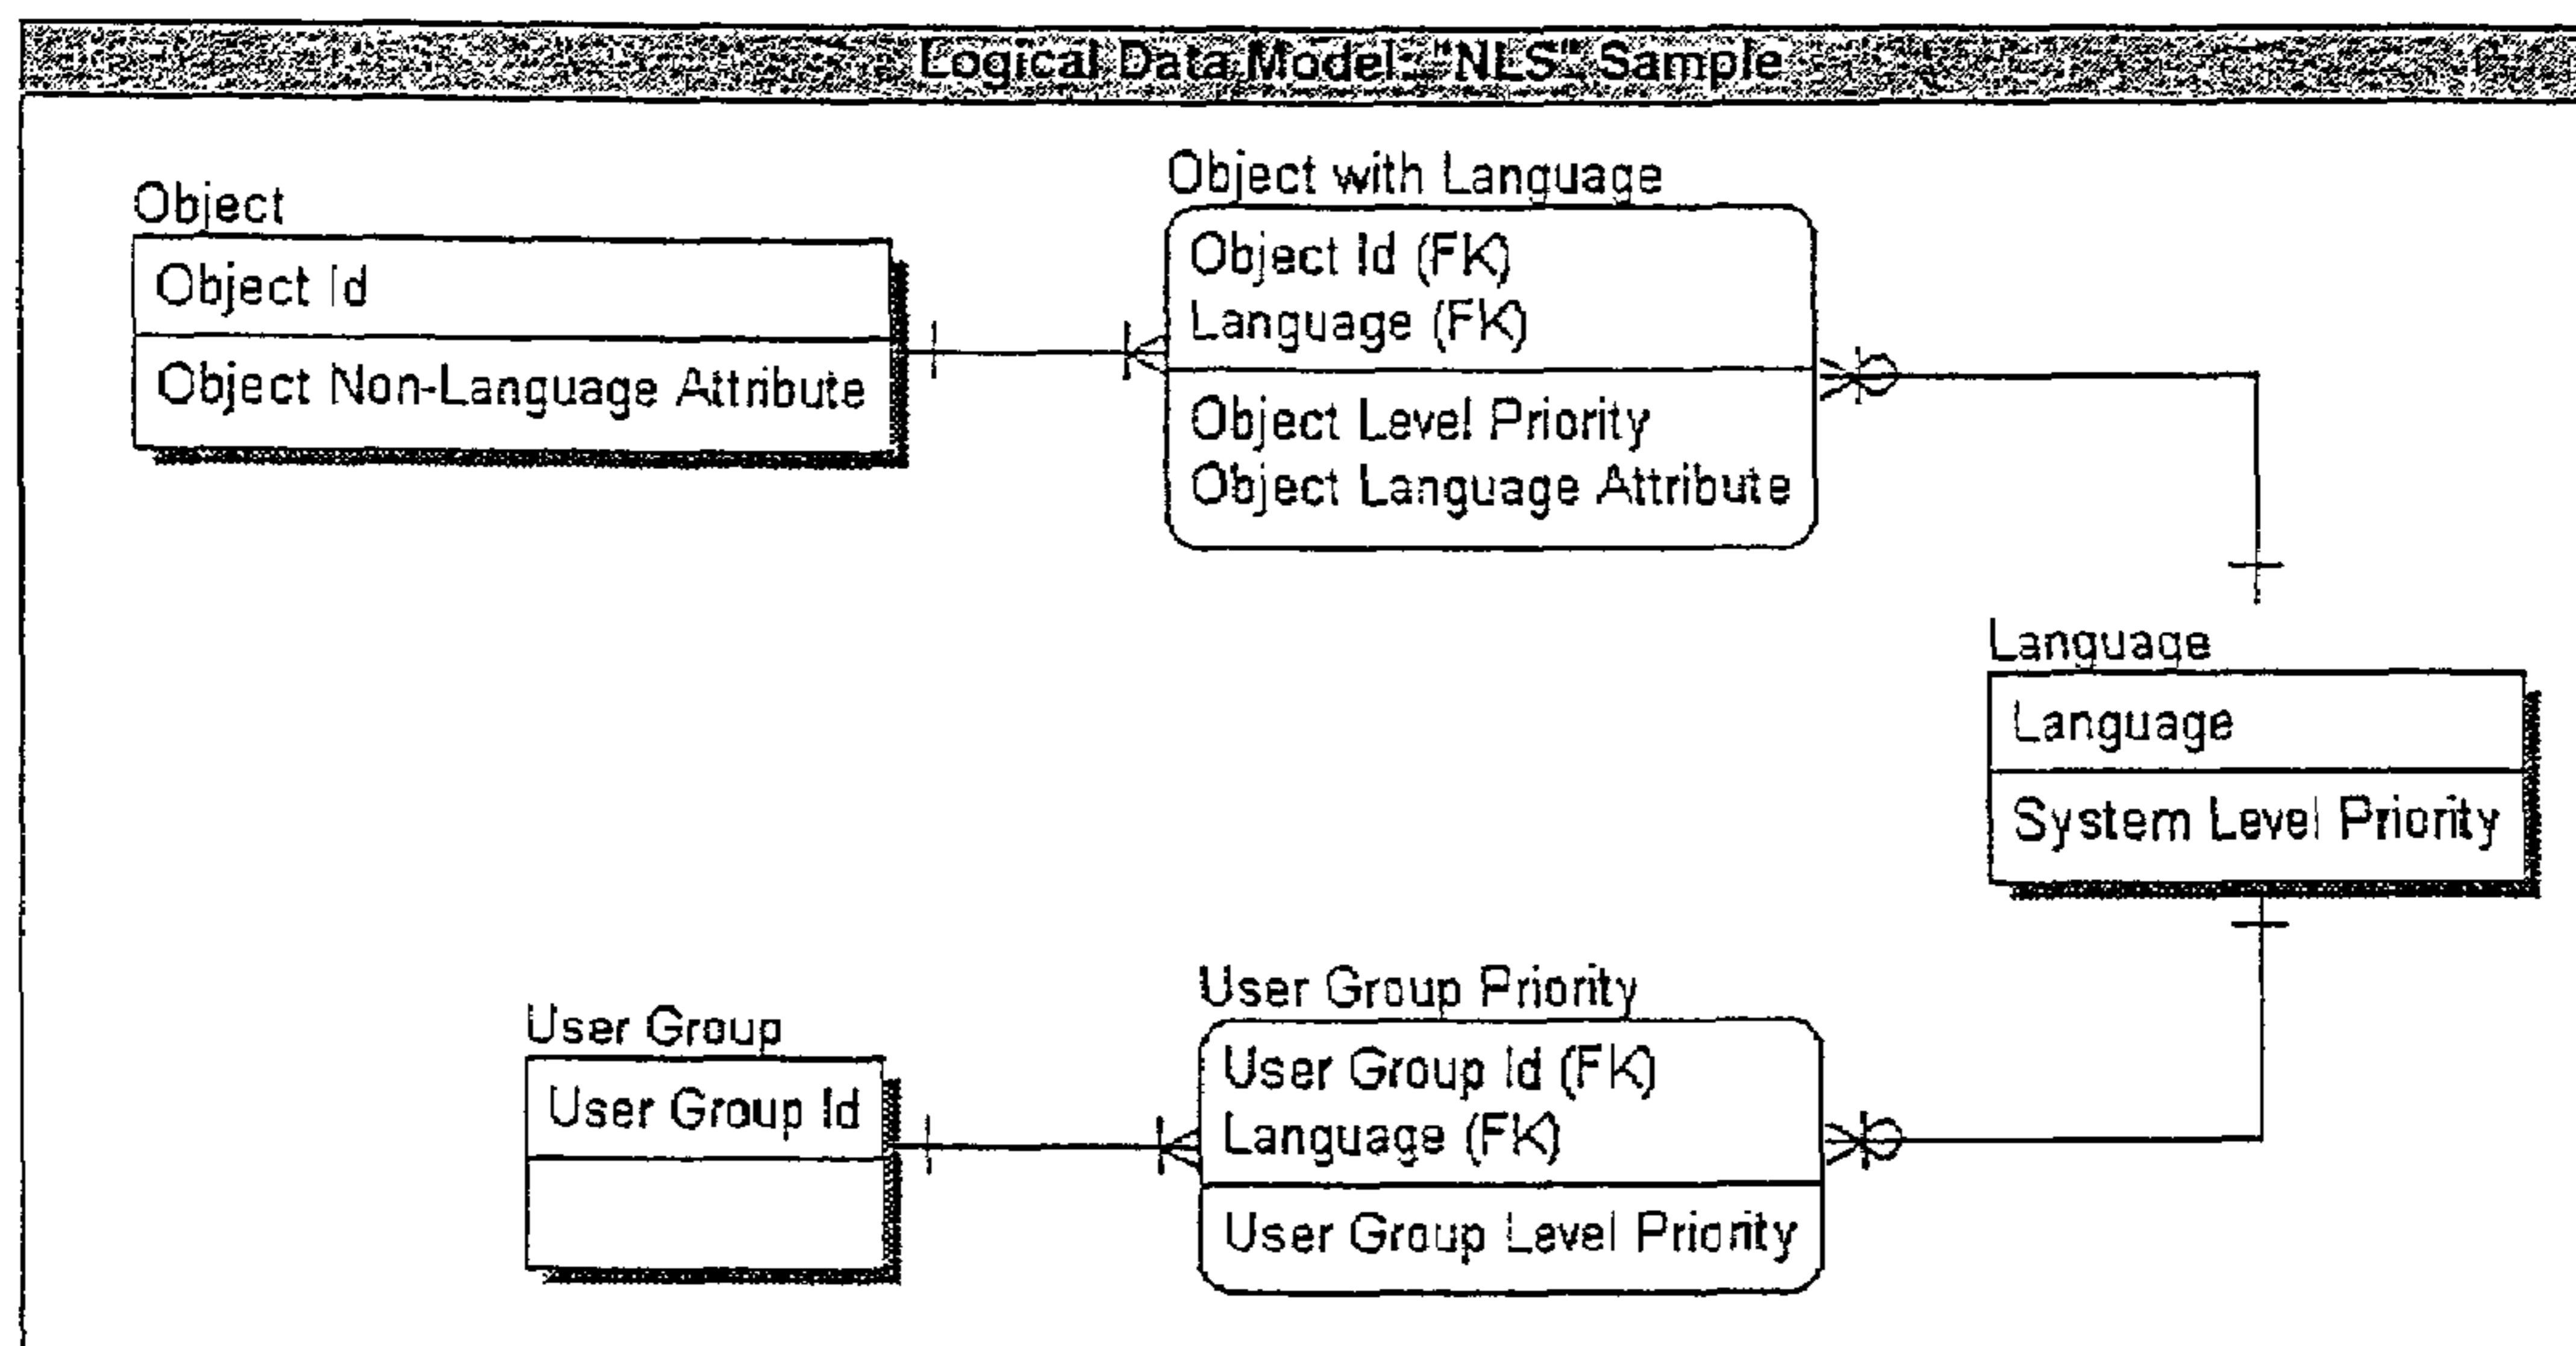 Logical Data Model: "NLS" Sample
Object
Object Id
Object Non-Language Attribute
Object with Language
Object Id (FK)
Language (FK)
Object Level Priority
Object Language Attribute
Language
Language
System Level Priority
User Group
User Group Id
User Group Priority
User Group Id (FK)
Language (FK)
User Group Level Priority